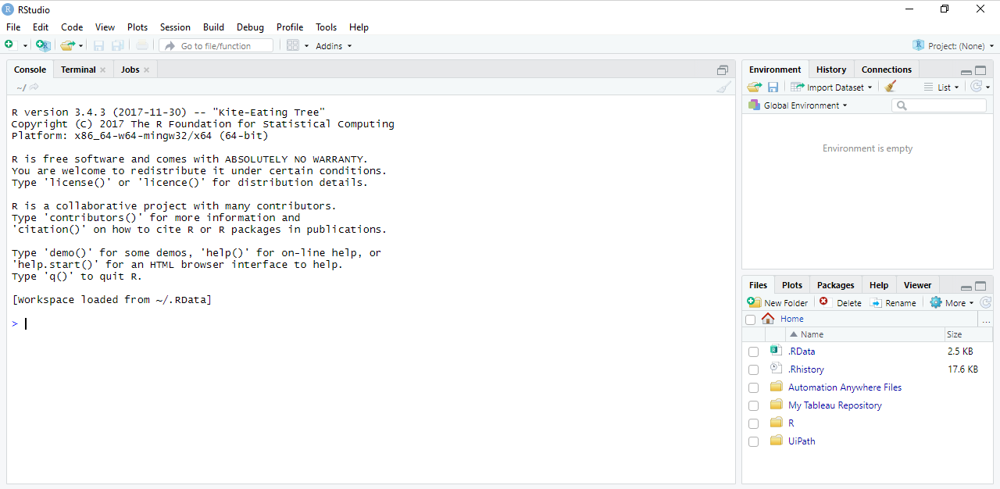 RStudio
File Edit Code View Plots Session Build Debug Profile Tools Help
Go to file/function Addins Project: (None)
Console Terminal Jobs
~/
R version 3.4.3 (2017-11-30) -- "Kite-Eating Tree"
Copyright (C) 2017 The R Foundation for Statistical Computing
Platform: x86_64-w64-mingw32/x64 (64-bit)
R is free software and comes with ABSOLUTELY NO WARRANTY.
You are welcome to redistribute it under certain conditions.
Type 'license()' or 'licence()' for distribution details.
R is a collaborative project with many contributors.
Type 'contributors()' for more information and
'citation()' on how to cite R or R packages in publications.
Type 'demo()' for some demos, 'help()' for on-line help, or
'help.start()' for an HTML browser interface to help.
Type 'q()' to quit R.
[Workspace loaded from ~/.RData]
>
Environment History Connections
Import Dataset List
Global Environment
Environment is empty
Files Plots Packages Help Viewer
New Folder Delete Rename More
Home ...
Name Size
.RData 2.5 KB
.Rhistory 17.6 KB
Automation Anywhere Files
My Tableau Repository
R
UiPath